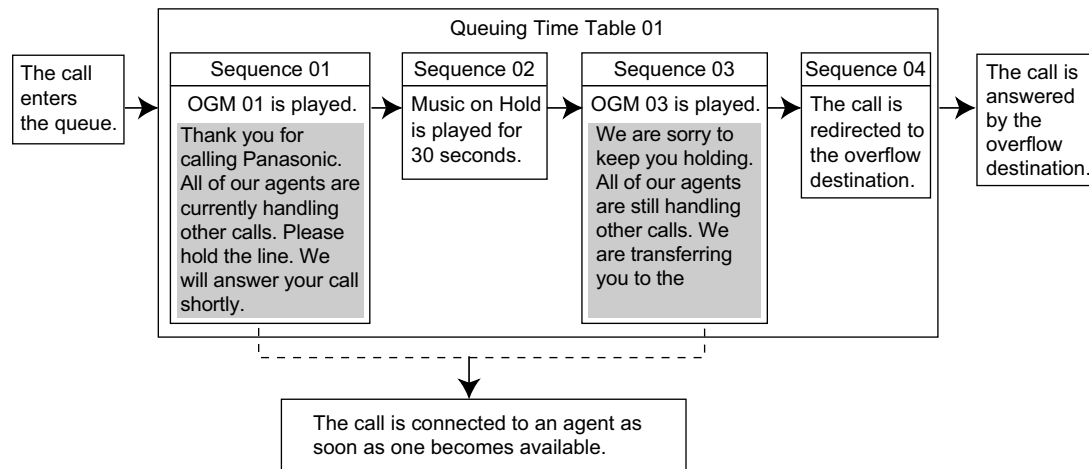 Queuing Time Table 01
The call
enters
the queue.
Sequence 01
OGM 01 is played.
Thank you for
calling Panasonic.
All of our agents are
currently handling
other calls. Please
hold the line. We
will answer your call
shortly.
Sequence 02
Music on Hold
is played for
30 seconds.
Sequence 03
OGM 03 is played.
We are sorry to
keep you holding.
All of our agents
are still handling
other calls. We
are transferring
you to the
Sequence 04
The call is
redirected to
the overflow
destination.
The call is
answered
by the
overflow
destination.
The call is connected to an agent as
soon as one becomes available.